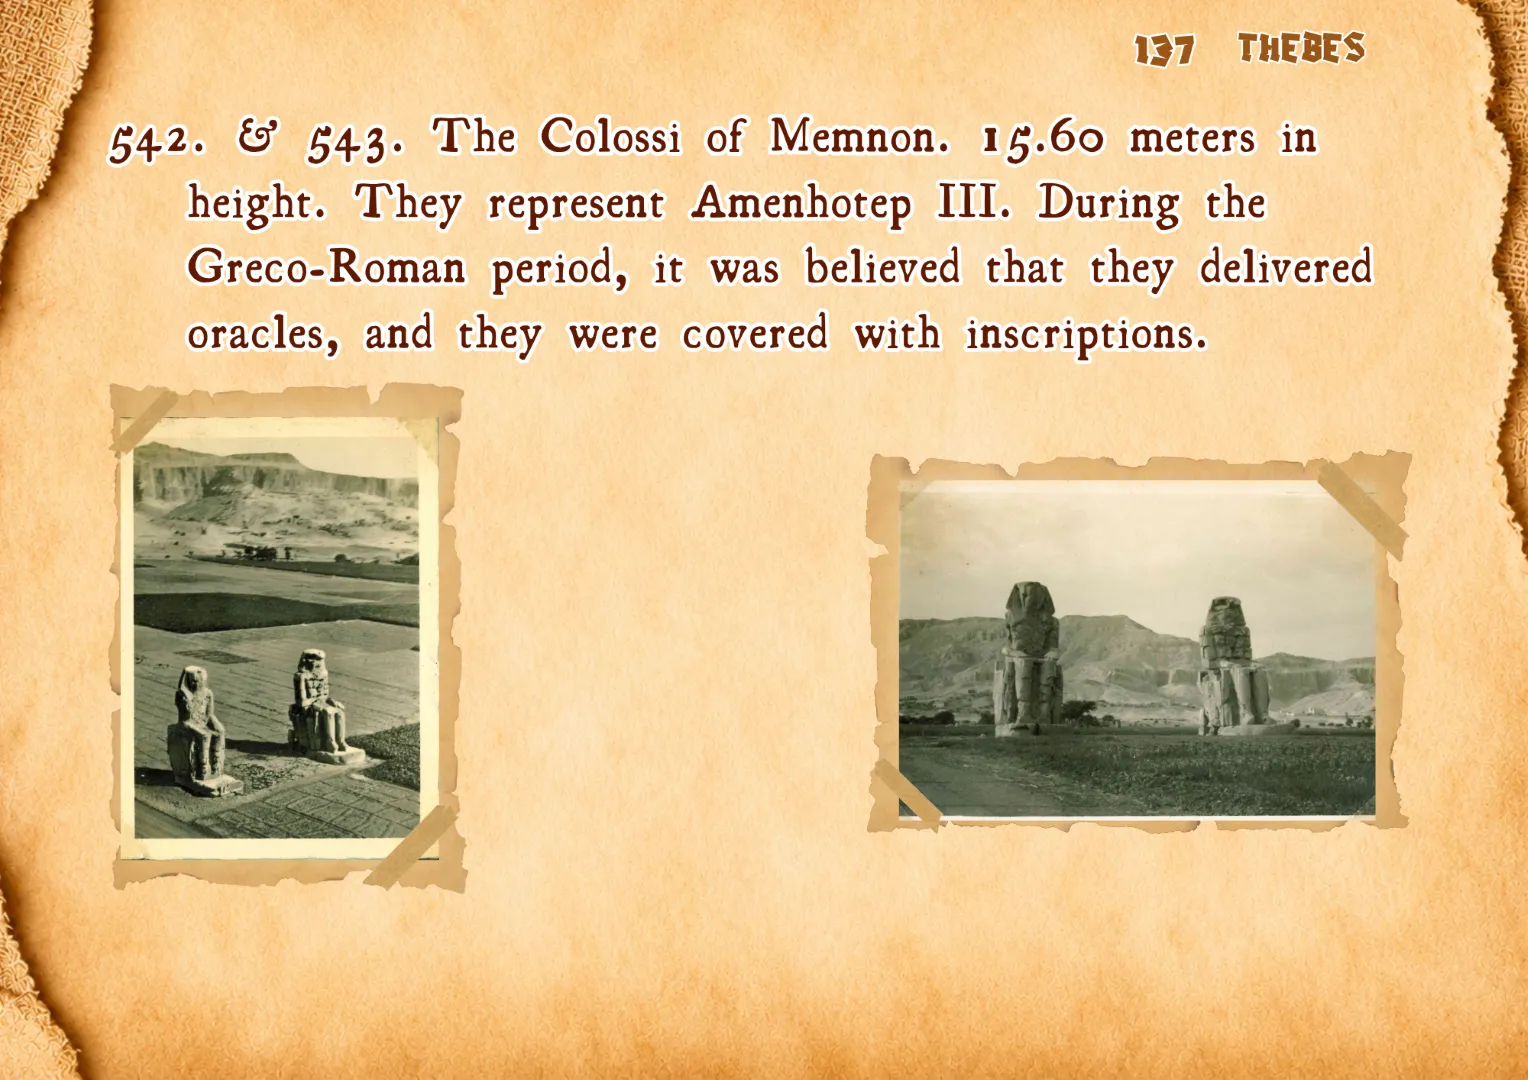 137 THEBES
542. & 543. The Colossi of Memnon. 15.60 meters in
height. They represent Amenhotep III. During the
Greco-Roman period, it was believed that they delivered
oracles, and they were covered with inscriptions.